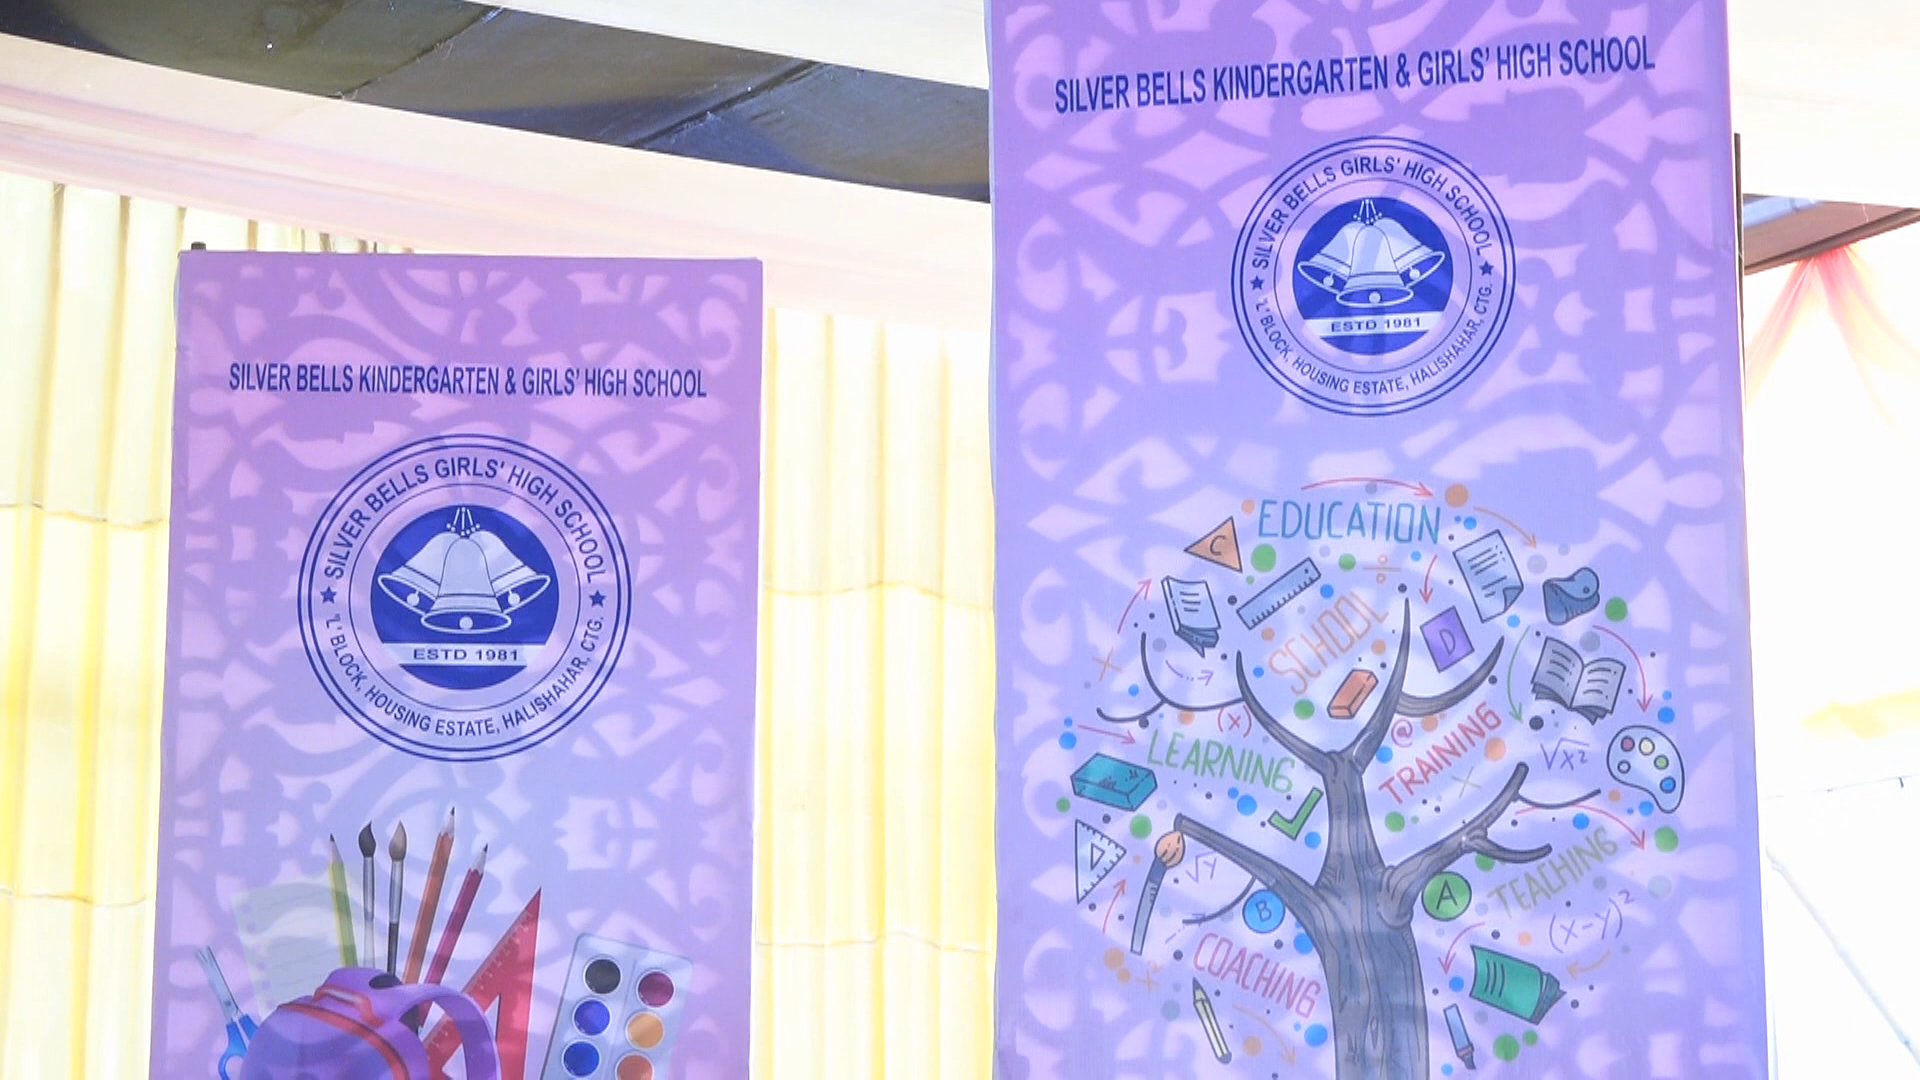 SILVER BELLS KINDERGARTEN & GIRLS' HIGH SCHOOL
SILVER BELLS GIRLS' HIGH SCHOOL
ESTD 1981
★ 'L' BLOCK, HOUSING ESTATE, HALISHAHAR, CTG. ★
SILVER BELLS KINDERGARTEN & GIRLS' HIGH SCHOOL
SILVER BELLS GIRLS' HIGH SCHOOL
ESTD 1981
★ 'L' BLOCK, HOUSING ESTATE, HALISHAHAR, CTG. ★
EDUCATION
C
SCHOOL
D
(x)
@
LEARNING
TRAINING
√x2
√y
TEACHING
B
A
(x-y)2
COACHING